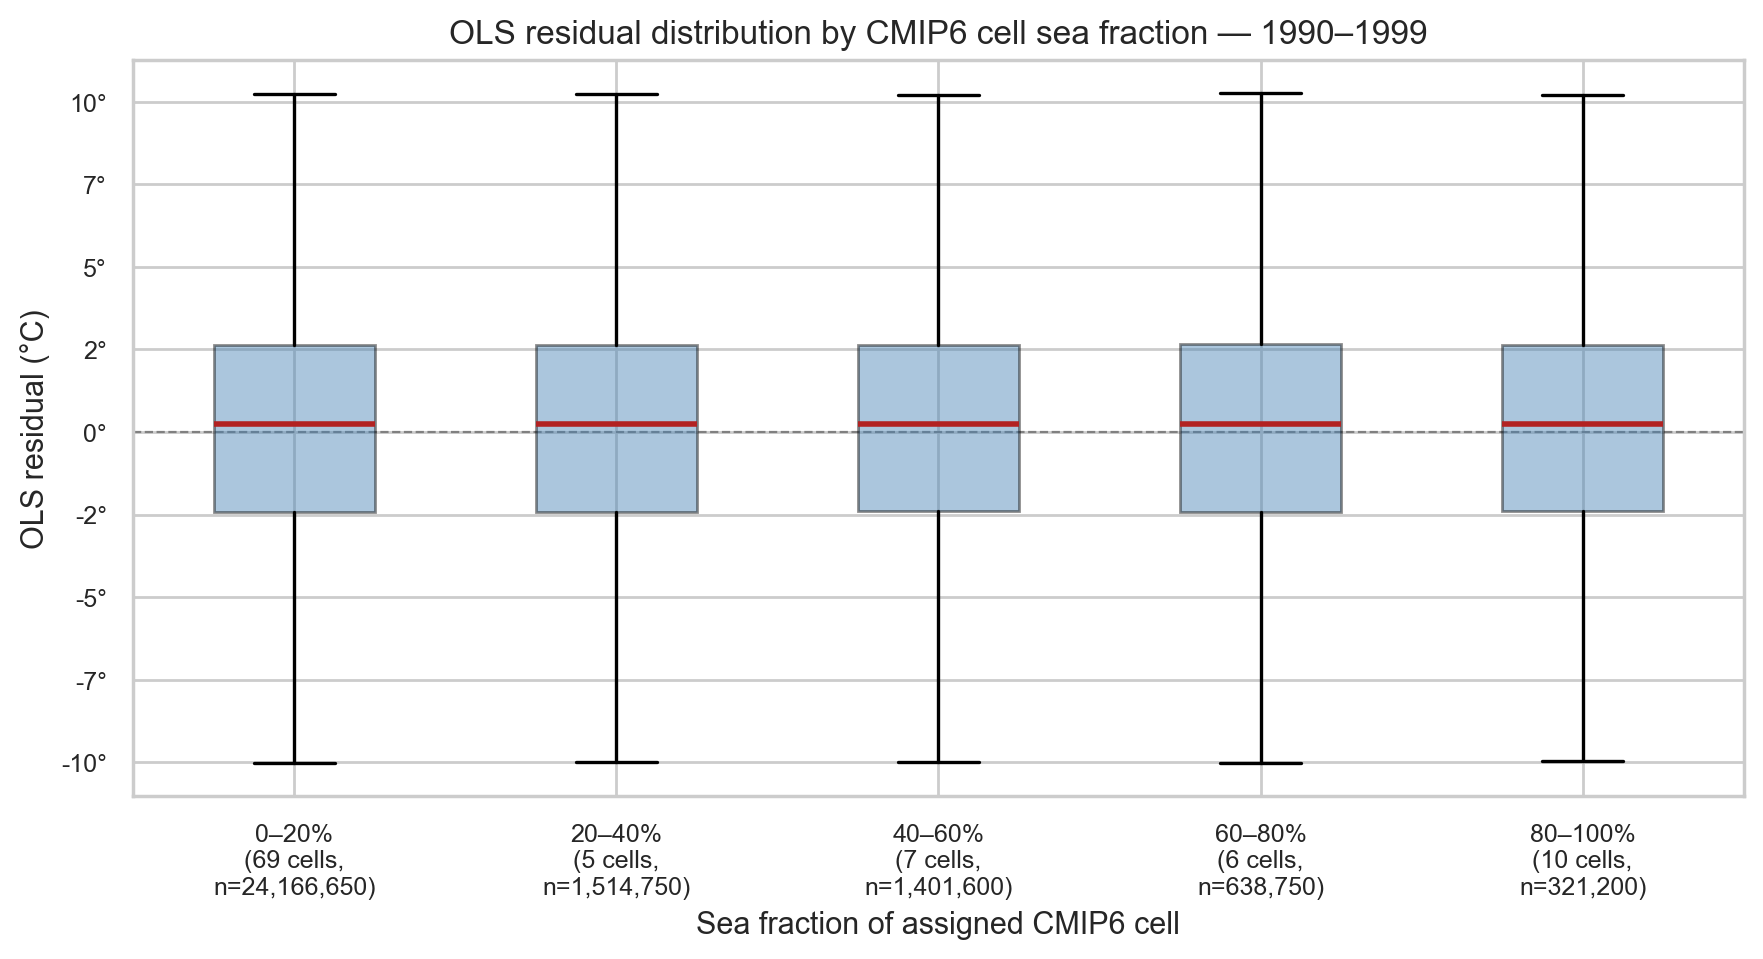 OLS residual distribution by CMIP6 cell sea fraction — 1990–1999
OLS residual (°C)
10°
7°
5°
2°
0°
-2°
-5°
-7°
-10°
0–20%
(69 cells,
n=24,166,650)
20–40%
(5 cells,
n=1,514,750)
40–60%
(7 cells,
n=1,401,600)
60–80%
(6 cells,
n=638,750)
80–100%
(10 cells,
n=321,200)
Sea fraction of assigned CMIP6 cell